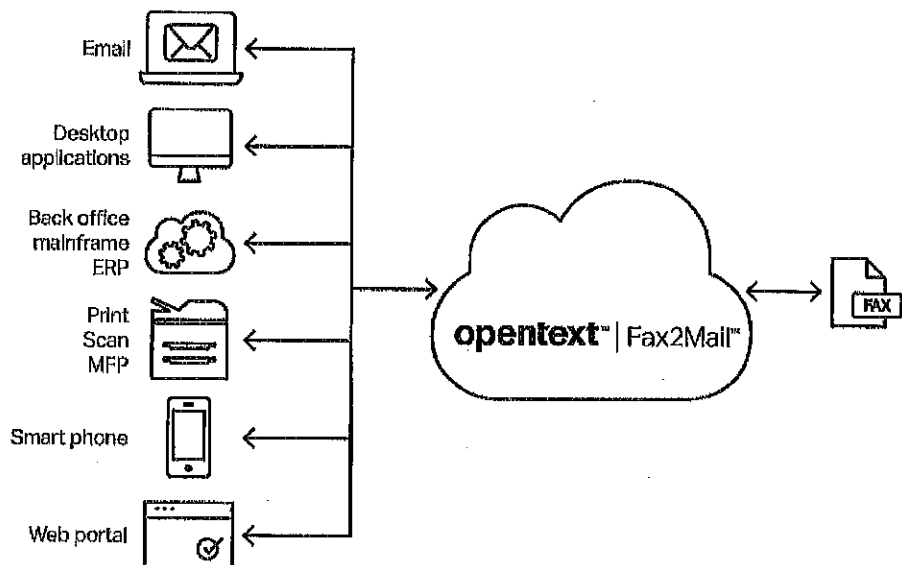 Email
Desktop
applications
Back office
mainframe
ERP
Print
Scan
MFP
Smart phone
Web portal
opentext™ | Fax2Mail™
FAX